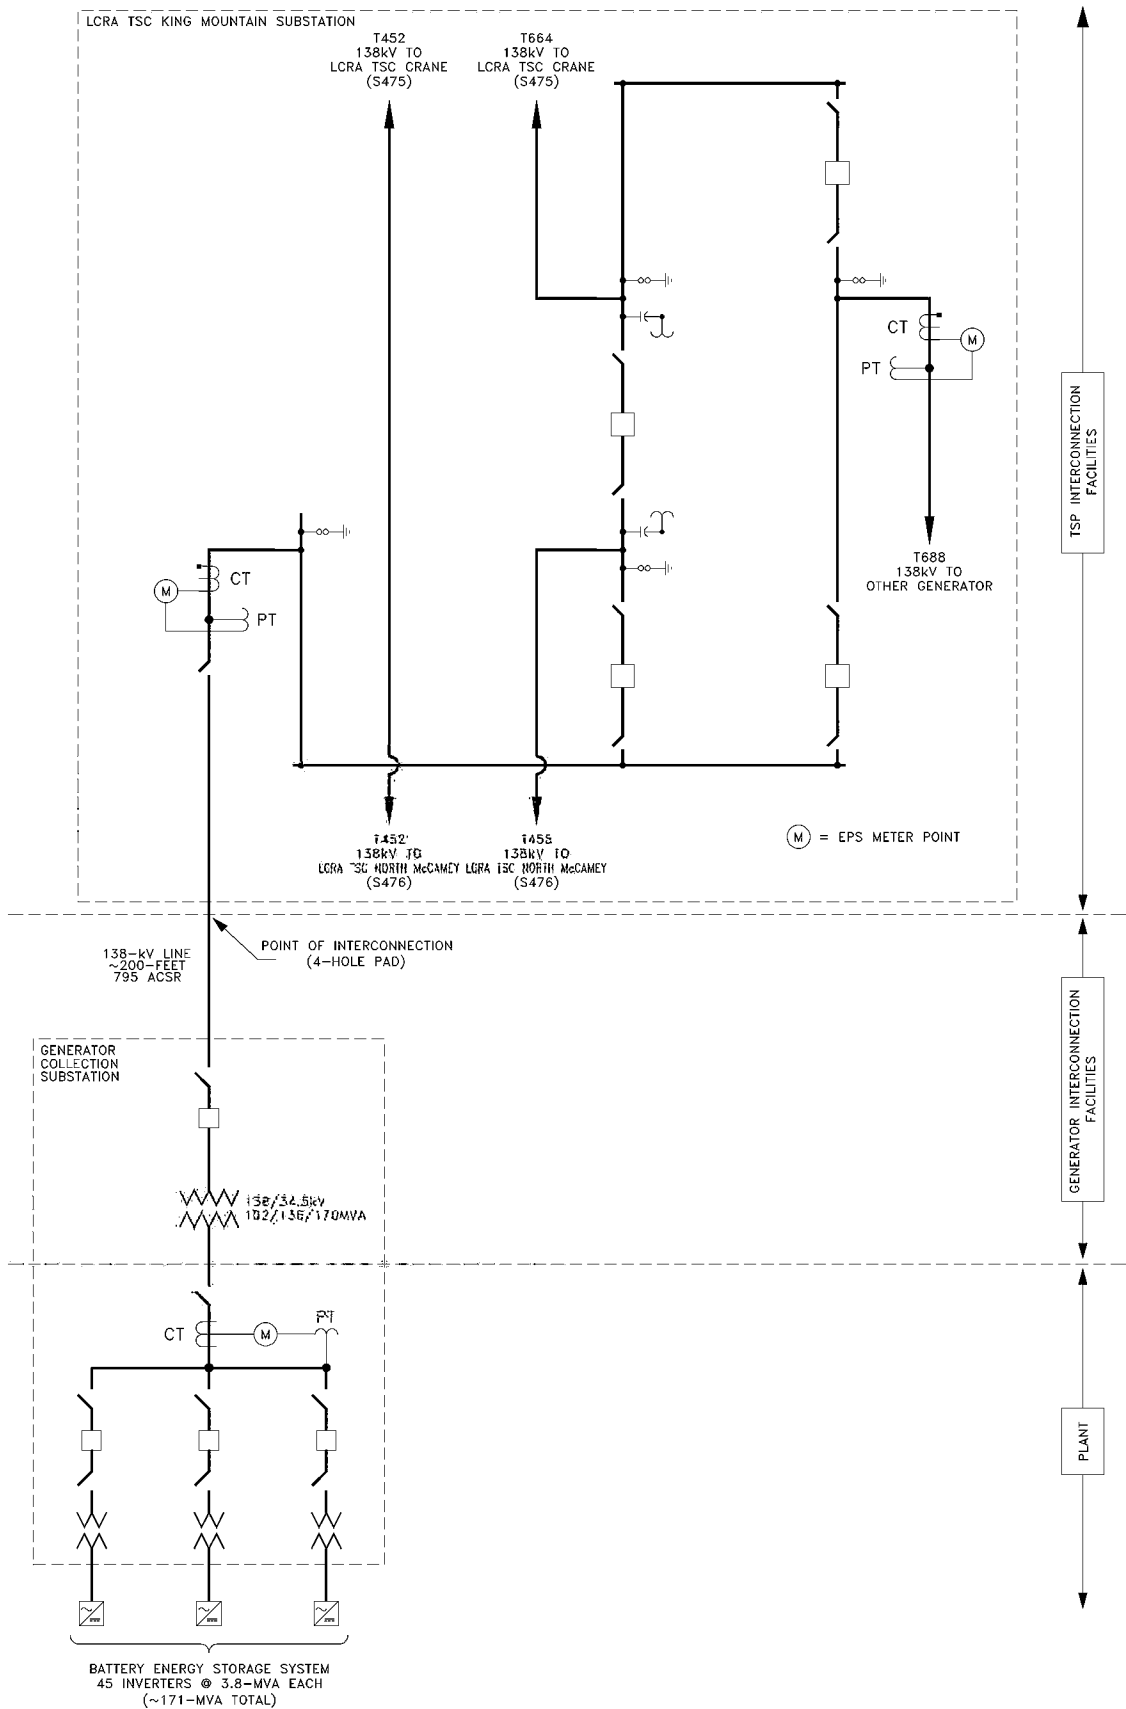 LCRA TSC KING MOUNTAIN SUBSTATION
T452
138kV TO
LCRA TSC CRANE
(S475)
T664
138kV TO
LCRA TSC CRANE
(S475)
CT
M
PT
T688
138kV TO
OTHER GENERATOR
CT
M
PT
T452
138kV TO
LCRA TSC NORTH McCAMEY
(S476)
138kV TO
LCRA TSC NORTH McCAMEY
(S476)
M = EPS METER POINT
TSP INTERCONNECTION
FACILITIES
138-kV LINE
~200-FEET
795 ACSR
POINT OF INTERCONNECTION
(4-HOLE PAD)
GENERATOR
COLLECTION
SUBSTATION
138/34.5kV
102/136/170MVA
GENERATOR INTERCONNECTION
FACILITIES
CT
M
PT
PLANT
BATTERY ENERGY STORAGE SYSTEM
45 INVERTERS @ 3.8-MVA EACH
(~171-MVA TOTAL)